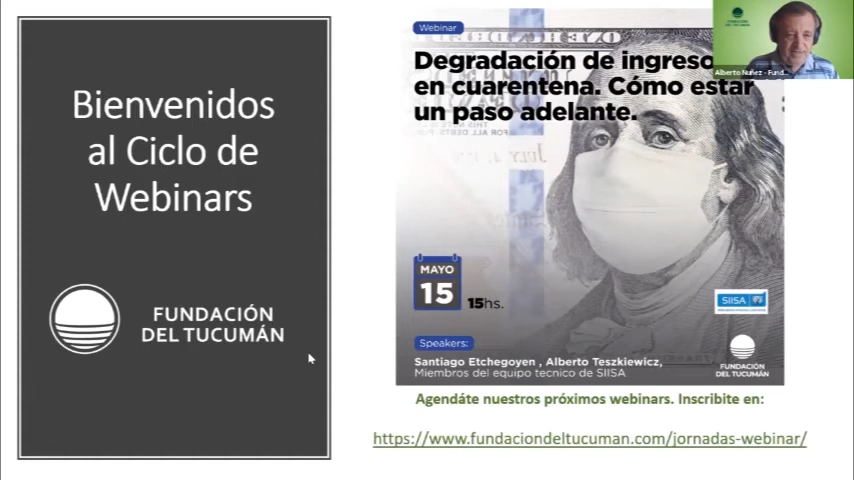 Bienvenidos
al Ciclo de
Webinars
FUNDACIÓN
DEL TUCUMÁN
Webinar
Degradación de ingreso
en cuarentena. Cómo estar
un paso adelante.
MAYO
15
15hs.
SIISA
Speakers:
Santiago Etchegoyen , Alberto Teszkiewicz,
Miembros del equipo tecnico de SIISA
FUNDACIÓN
DEL TUCUMÁN
Agendáte nuestros próximos webinars. Inscribite en:
https://www.fundaciondeltucuman.com/jornadas-webinar/
FUNDACIÓN
DEL TUCUMÁN
Alberto Nuñez - Fund...